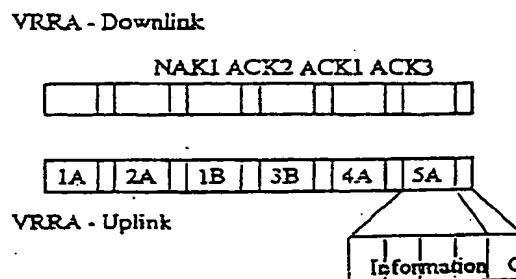 VRRA - Downlink
NAK1 ACK2 ACK1 ACK3
1A 2A 1B 3B 4A 5A
VRRA - Uplink
Information C